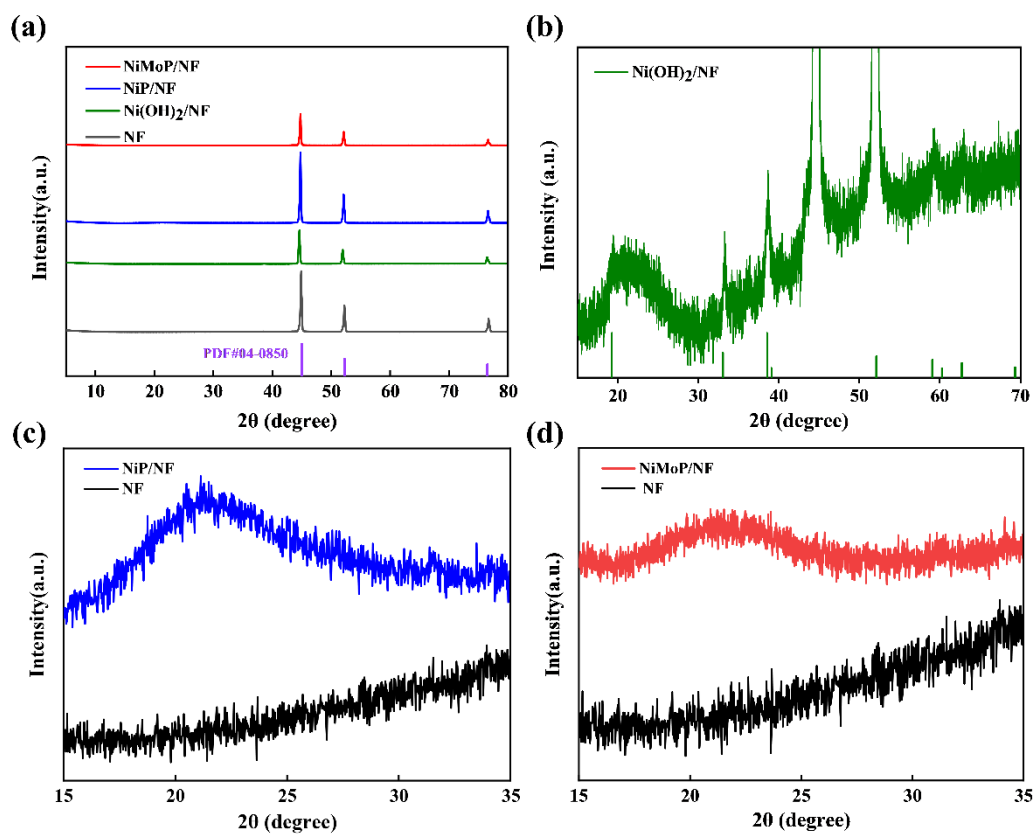 (a)
NiMoP/NF
NiP/NF
Ni(OH)₂/NF
NF
PDF#04-0850
Intensity(a.u.)
10 20 30 40 50 60 70 80
2θ (degree)
(b)
Ni(OH)₂/NF
Intensity (a.u.)
20 30 40 50 60 70
2θ (degree)
(c)
NiP/NF
NF
Intensity(a.u.)
15 20 25 30 35
2θ (degree)
(d)
NiMoP/NF
NF
Intensity(a.u.)
15 20 25 30 35
2θ (degree)